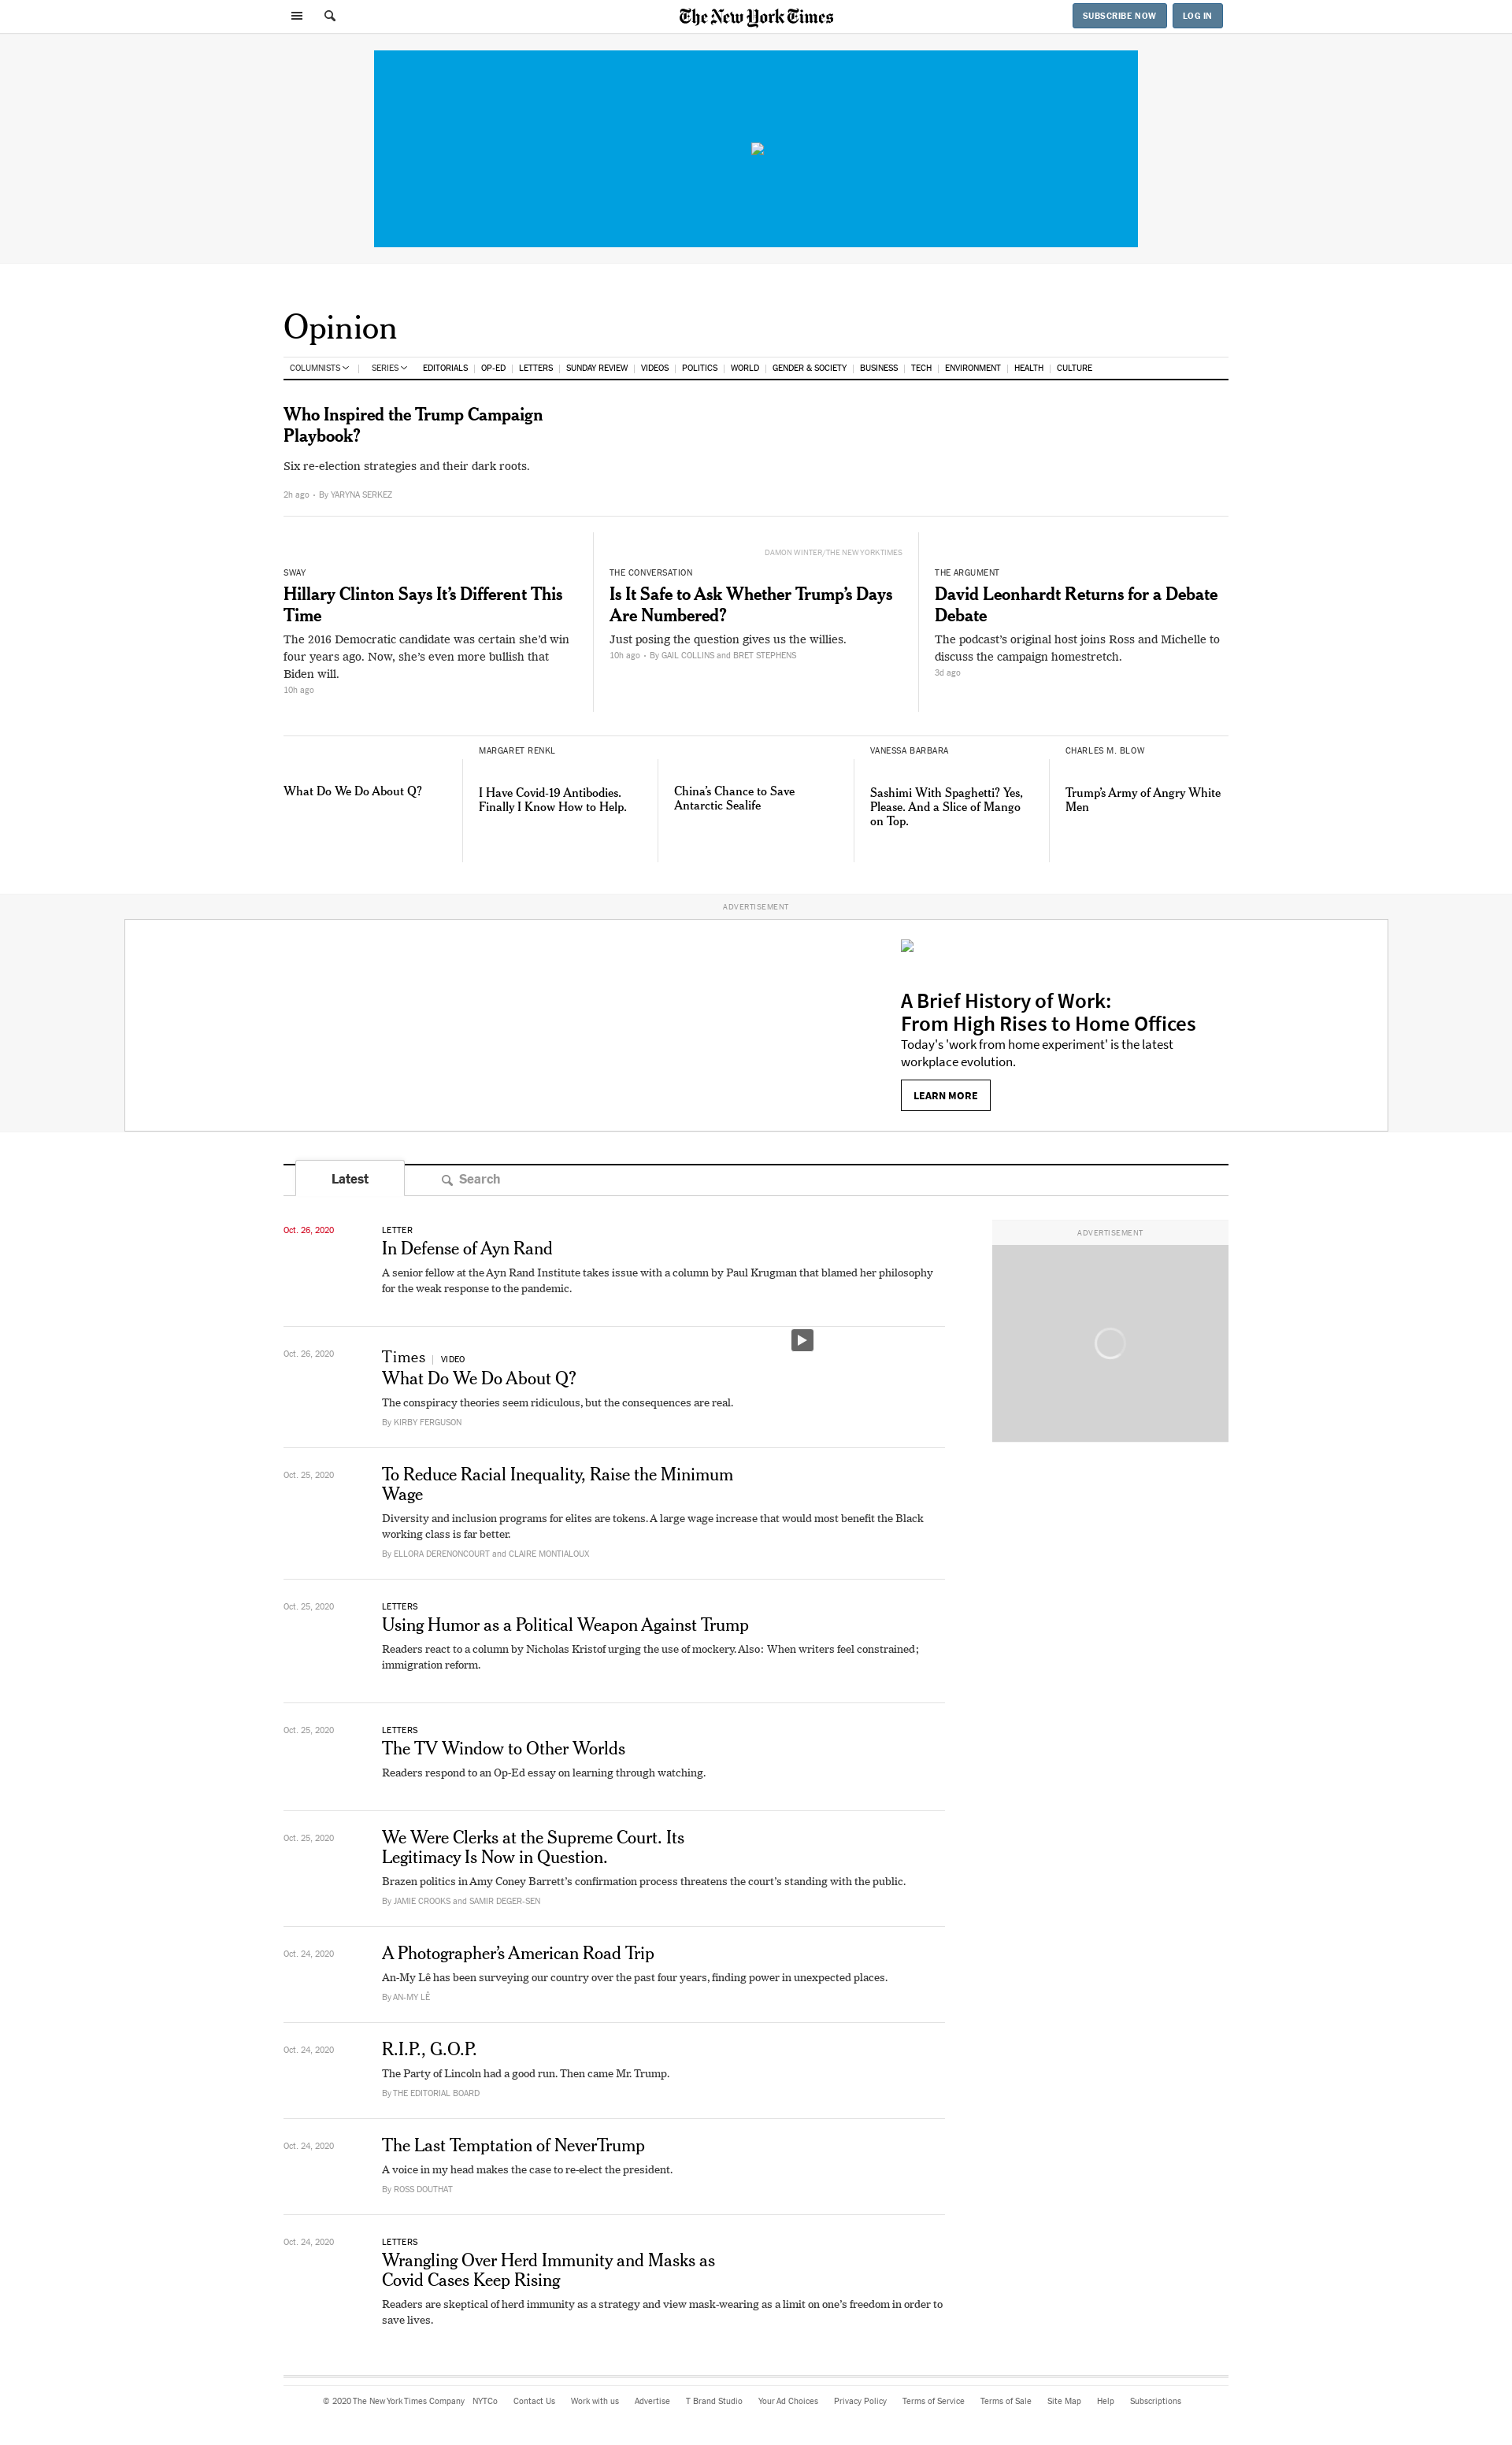 The New York Times
SUBSCRIBE NOW
LOG IN
Opinion
COLUMNISTS
SERIES
EDITORIALS
OP-ED
LETTERS
SUNDAY REVIEW
VIDEOS
POLITICS
WORLD
GENDER & SOCIETY
BUSINESS
TECH
ENVIRONMENT
HEALTH
CULTURE
Who Inspired the Trump Campaign
Playbook?
Six re-election strategies and their dark roots.
2h ago • By YARYNA SERKEZ
SWAY
Hillary Clinton Says It’s Different This
Time
The 2016 Democratic candidate was certain she’d win
four years ago. Now, she’s even more bullish that
Biden will.
10h ago
DAMON WINTER/THE NEW YORK TIMES
THE CONVERSATION
Is It Safe to Ask Whether Trump’s Days
Are Numbered?
Just posing the question gives us the willies.
10h ago • By GAIL COLLINS and BRET STEPHENS
THE ARGUMENT
David Leonhardt Returns for a Debate
Debate
The podcast’s original host joins Ross and Michelle to
discuss the campaign homestretch.
3d ago
What Do We Do About Q?
MARGARET RENKL
I Have Covid-19 Antibodies.
Finally I Know How to Help.
China’s Chance to Save
Antarctic Sealife
VANESSA BARBARA
Sashimi With Spaghetti? Yes,
Please. And a Slice of Mango
on Top.
CHARLES M. BLOW
Trump’s Army of Angry White
Men
ADVERTISEMENT
A Brief History of Work:
From High Rises to Home Offices
Today's 'work from home experiment' is the latest
workplace evolution.
LEARN MORE
Latest
Search
ADVERTISEMENT
Oct. 26, 2020
LETTER
In Defense of Ayn Rand
A senior fellow at the Ayn Rand Institute takes issue with a column by Paul Krugman that blamed her philosophy
for the weak response to the pandemic.
Oct. 26, 2020
Times | VIDEO
What Do We Do About Q?
The conspiracy theories seem ridiculous, but the consequences are real.
By KIRBY FERGUSON
Oct. 25, 2020
To Reduce Racial Inequality, Raise the Minimum
Wage
Diversity and inclusion programs for elites are tokens. A large wage increase that would most benefit the Black
working class is far better.
By ELLORA DERENONCOURT and CLAIRE MONTIALOUX
Oct. 25, 2020
LETTERS
Using Humor as a Political Weapon Against Trump
Readers react to a column by Nicholas Kristof urging the use of mockery. Also: When writers feel constrained;
immigration reform.
Oct. 25, 2020
LETTERS
The TV Window to Other Worlds
Readers respond to an Op-Ed essay on learning through watching.
Oct. 25, 2020
We Were Clerks at the Supreme Court. Its
Legitimacy Is Now in Question.
Brazen politics in Amy Coney Barrett’s confirmation process threatens the court’s standing with the public.
By JAMIE CROOKS and SAMIR DEGER-SEN
Oct. 24, 2020
A Photographer’s American Road Trip
An-My Lê has been surveying our country over the past four years, finding power in unexpected places.
By AN-MY LÊ
Oct. 24, 2020
R.I.P., G.O.P.
The Party of Lincoln had a good run. Then came Mr. Trump.
By THE EDITORIAL BOARD
Oct. 24, 2020
The Last Temptation of NeverTrump
A voice in my head makes the case to re-elect the president.
By ROSS DOUTHAT
Oct. 24, 2020
LETTERS
Wrangling Over Herd Immunity and Masks as
Covid Cases Keep Rising
Readers are skeptical of herd immunity as a strategy and view mask-wearing as a limit on one’s freedom in order to
save lives.
© 2020 The New York Times Company NYTCo Contact Us Work with us Advertise T Brand Studio Your Ad Choices Privacy Policy Terms of Service Terms of Sale Site Map Help Subscriptions